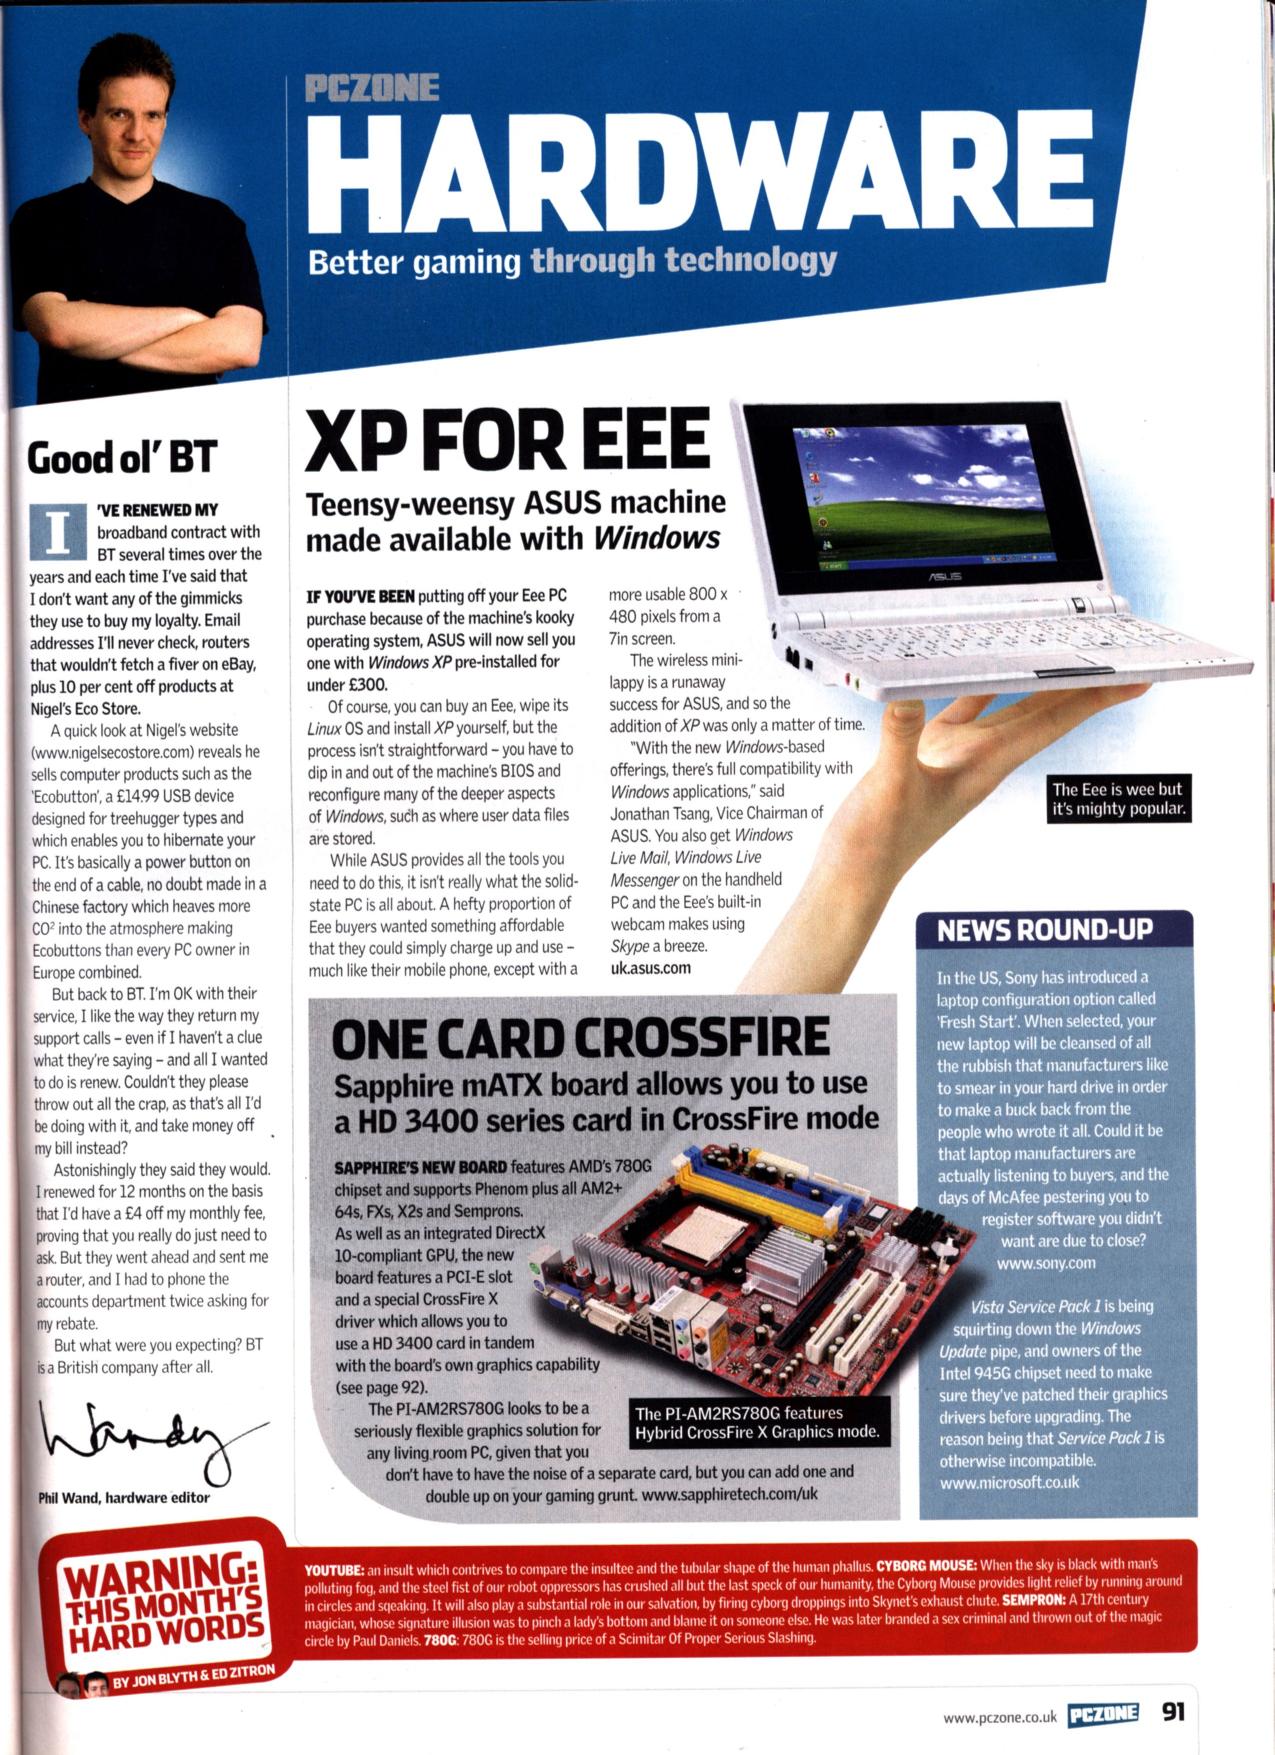 PCZONE
HARDWARE
Better gaming through technology
Good ol' BT
I'VE RENEWED MY
broadband contract with
BT several times over the
years and each time I've said that
I don't want any of the gimmicks
they use to buy my loyalty. Email
addresses I'll never check, routers
that wouldn't fetch a fiver on eBay,
plus 10 per cent off products at
Nigel's Eco Store.
A quick look at Nigel's website
(www.nigelsecostore.com) reveals he
sells computer products such as the
'Ecobutton', a £14.99 USB device
designed for treehugger types and
which enables you to hibernate your
PC. It's basically a power button on
the end of a cable, no doubt made in a
Chinese factory which heaves more
CO² into the atmosphere making
Ecobuttons than every PC owner in
Europe combined.
But back to BT. I'm OK with their
service, I like the way they return my
support calls – even if I haven't a clue
what they're saying – and all I wanted
to do is renew. Couldn't they please
throw out all the crap, as that's all I'd
be doing with it, and take money off
my bill instead?
Astonishingly they said they would.
I renewed for 12 months on the basis
that I'd have a £4 off my monthly fee,
proving that you really do just need to
ask. But they went ahead and sent me
a router, and I had to phone the
accounts department twice asking for
my rebate.
But what were you expecting? BT
is a British company after all.
Wandy
Phil Wand, hardware editor
XP FOR EEE
Teensy-weensy ASUS machine
made available with Windows
IF YOU'VE BEEN putting off your Eee PC
purchase because of the machine's kooky
operating system, ASUS will now sell you
one with Windows XP pre-installed for
under £300.
Of course, you can buy an Eee, wipe its
Linux OS and install XP yourself, but the
process isn't straightforward – you have to
dip in and out of the machine's BIOS and
reconfigure many of the deeper aspects
of Windows, such as where user data files
are stored.
While ASUS provides all the tools you
need to do this, it isn't really what the solid-
state PC is all about. A hefty proportion of
Eee buyers wanted something affordable
that they could simply charge up and use –
much like their mobile phone, except with a
more usable 800 x
480 pixels from a
7in screen.
The wireless mini-
lappy is a runaway
success for ASUS, and so the
addition of XP was only a matter of time.
"With the new Windows-based
offerings, there's full compatibility with
Windows applications," said
Jonathan Tsang, Vice Chairman of
ASUS. You also get Windows
Live Mail, Windows Live
Messenger on the handheld
PC and the Eee's built-in
webcam makes using
Skype a breeze.
uk.asus.com
ASUS
The Eee is wee but
it's mighty popular.
ONE CARD CROSSFIRE
Sapphire mATX board allows you to use
a HD 3400 series card in CrossFire mode
SAPPHIRE'S NEW BOARD features AMD's 780G
chipset and supports Phenom plus all AM2+
64s, FXs, X2s and Semprons.
As well as an integrated DirectX
10-compliant GPU, the new
board features a PCI-E slot
and a special CrossFire X
driver which allows you to
use a HD 3400 card in tandem
with the board's own graphics capability
(see page 92).
The PI-AM2RS780G looks to be a
seriously flexible graphics solution for
any living room PC, given that you
don't have to have the noise of a separate card, but you can add one and
double up on your gaming grunt. www.sapphiretech.com/uk
The PI-AM2RS780G features
Hybrid CrossFire X Graphics mode.
NEWS ROUND-UP
In the US, Sony has introduced a
laptop configuration option called
'Fresh Start'. When selected, your
new laptop will be cleansed of all
the rubbish that manufacturers like
to smear in your hard drive in order
to make a buck back from the
people who wrote it all. Could it be
that laptop manufacturers are
actually listening to buyers, and the
days of McAfee pestering you to
register software you didn't
want are due to close?
www.sony.com
Vista Service Pack 1 is being
squirting down the Windows
Update pipe, and owners of the
Intel 945G chipset need to make
sure they've patched their graphics
drivers before upgrading. The
reason being that Service Pack 1 is
otherwise incompatible.
www.microsoft.co.uk
WARNING:
THIS MONTH'S
HARD WORDS
BY JON BLYTH & ED ZITRON
YOUTUBE: an insult which contrives to compare the insultee and the tubular shape of the human phallus. CYBORG MOUSE: When the sky is black with man's
polluting fog, and the steel fist of our robot oppressors has crushed all but the last speck of our humanity, the Cyborg Mouse provides light relief by running around
in circles and sqeaking. It will also play a substantial role in our salvation, by firing cyborg droppings into Skynet's exhaust chute. SEMPRON: A 17th century
magician, whose signature illusion was to pinch a lady's bottom and blame it on someone else. He was later branded a sex criminal and thrown out of the magic
circle by Paul Daniels. 780G: 780G is the selling price of a Scimitar Of Proper Serious Slashing.
www.pczone.co.uk PCZONE 91